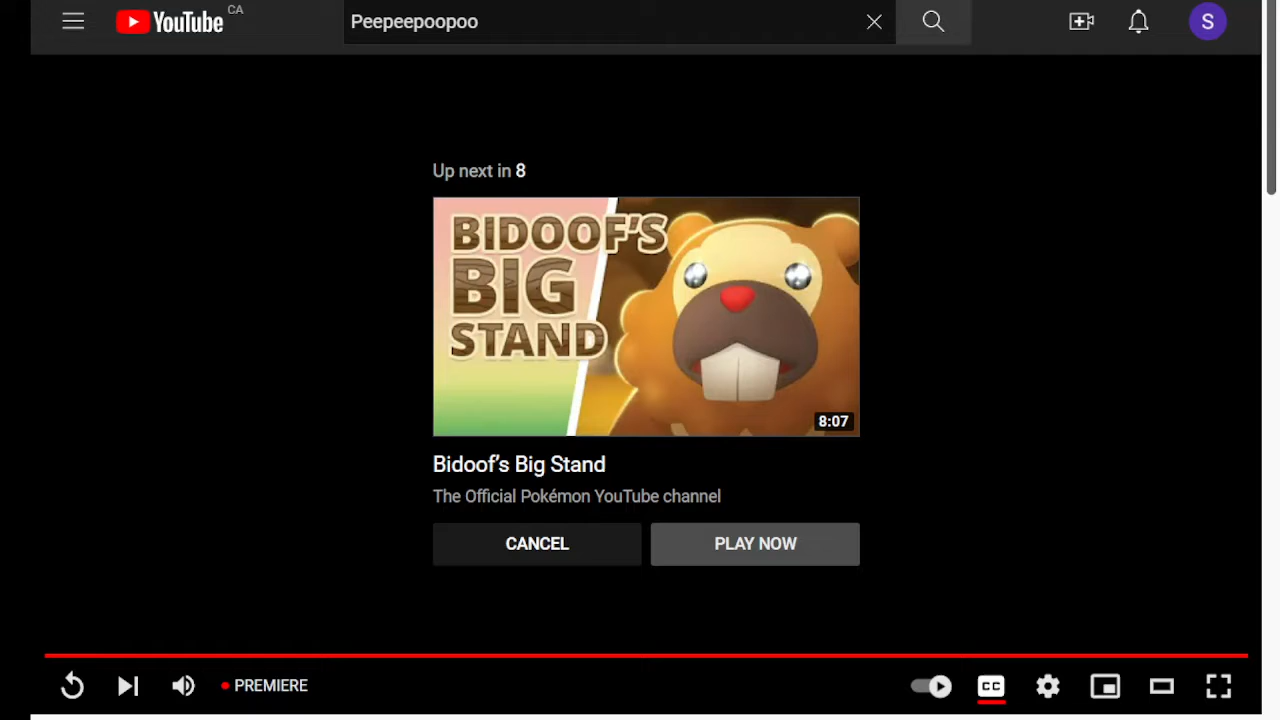 YouTube CA
Peepeepoopoo
S
Up next in 8
BIDOOF'S
BIG
STAND
8:07
Bidoof's Big Stand
The Official Pokémon YouTube channel
CANCEL
PLAY NOW
PREMIERE
CC